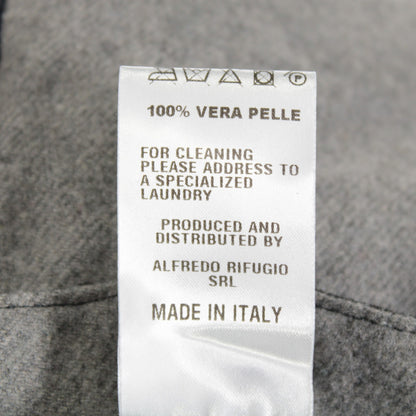 100% VERA PELLE
FOR CLEANING
PLEASE ADDRESS TO
A SPECIALIZED
LAUNDRY
PRODUCED AND
DISTRIBUTED BY
ALFREDO RIFUGIO
SRL
MADE IN ITALY